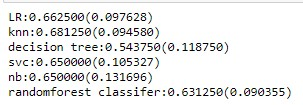 LR:0.662500(0.097628)
knn:0.681250(0.094580)
decision tree:0.543750(0.118750)
svc:0.650000(0.105327)
nb:0.650000(0.131696)
randomforest classifer:0.631250(0.090355)